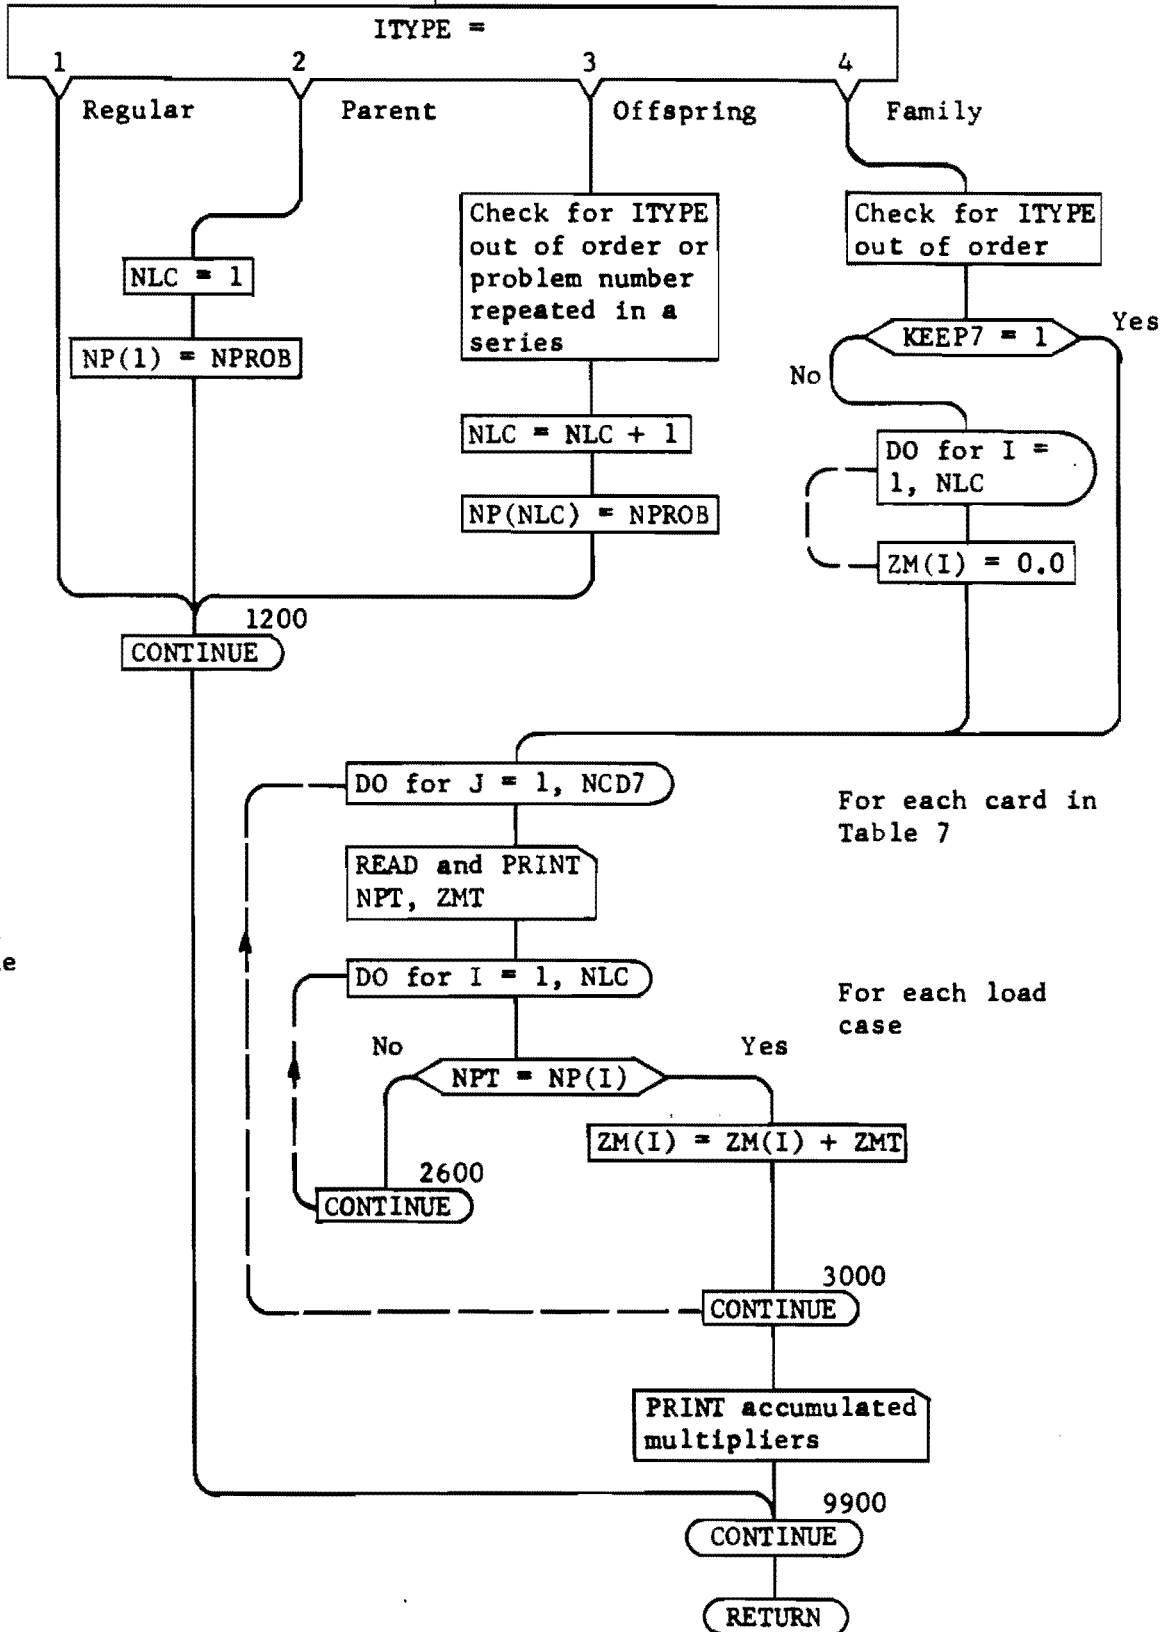 ITYPE =
1 2 3 4
Regular Parent Offspring Family
Check for ITYPE
out of order or
problem number
repeated in a
series
Check for ITYPE
out of order
NLC = 1
NP(1) = NPROB
KEEP7 = 1
Yes
No
NLC = NLC + 1
NP(NLC) = NPROB
DO for I =
1, NLC
ZM(I) = 0.0
1200
CONTINUE
DO for J = 1, NCD7
For each card in
Table 7
READ and PRINT
NPT, ZMT
e
DO for I = 1, NLC
For each load
case
No
Yes
NPT = NP(I)
ZM(I) = ZM(I) + ZMT
2600
CONTINUE
3000
CONTINUE
PRINT accumulated
multipliers
9900
CONTINUE
RETURN